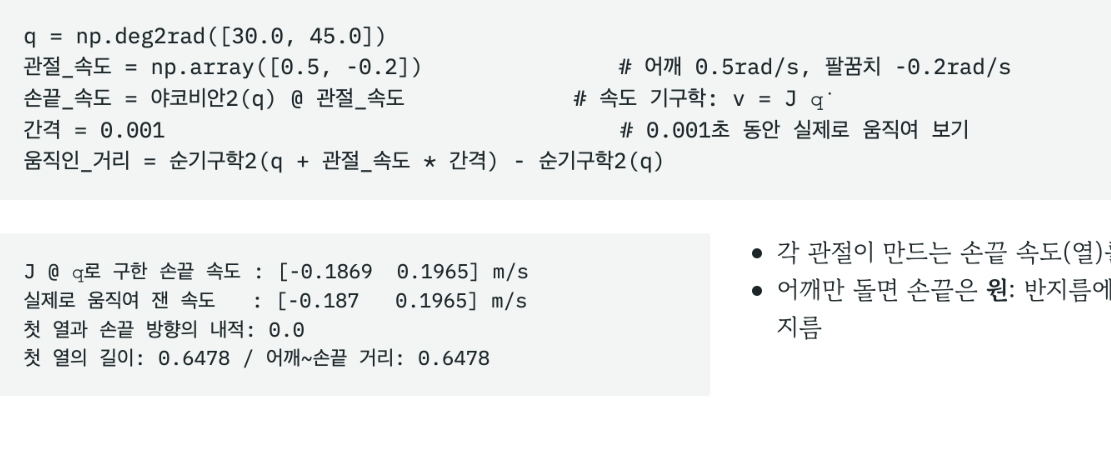 q = np.deg2rad([30.0, 45.0])
관절_속도 = np.array([0.5, -0.2]) # 어깨 0.5rad/s, 팔꿈치 -0.2rad/s
손끝_속도 = 야코비안2(q) @ 관절_속도 # 속도 기구학: v = J q̇
간격 = 0.001 # 0.001초 동안 실제로 움직여 보기
움직인_거리 = 순기구학2(q + 관절_속도 * 간격) - 순기구학2(q)
J @ q로 구한 손끝 속도 : [-0.1869 0.1965] m/s
실제로 움직여 잰 속도 : [-0.187 0.1965] m/s
첫 열과 손끝 방향의 내적: 0.0
첫 열의 길이: 0.6478 / 어깨~손끝 거리: 0.6478
• 각 관절이 만드는 손끝 속도(열)
• 어깨만 돌면 손끝은 원: 반지름에
지름